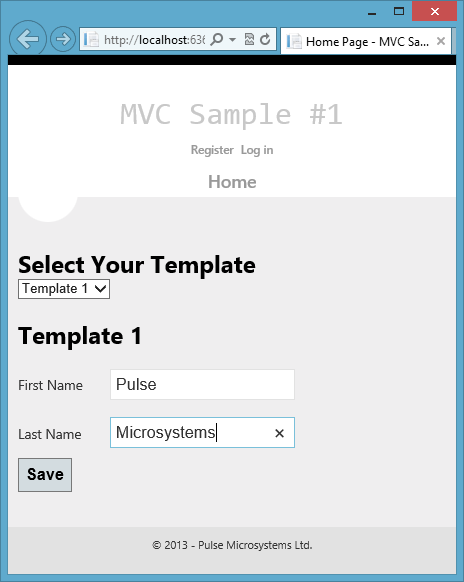 http://localhost:636
Home Page - MVC Sa...
MVC Sample #1
Register Log in
Home
Select Your Template
Template 1
Template 1
First Name Pulse
Last Name Microsystems
Save
© 2013 - Pulse Microsystems Ltd.